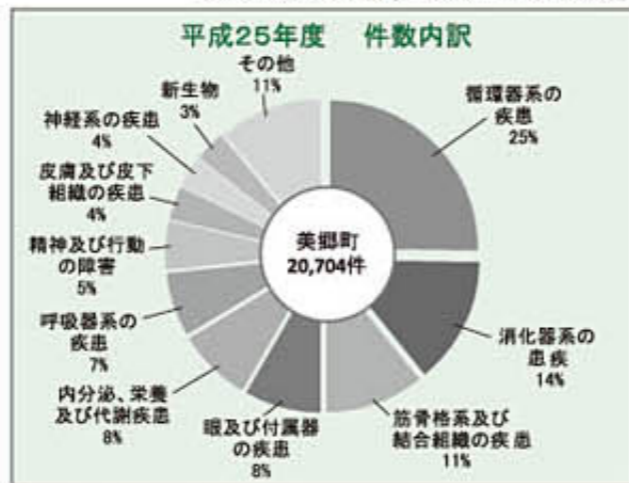 平成25年度 件数内訳
その他
11%
循環器系の
疾患
25%
消化器系の
患疾
14%
筋骨格系及び
結合組織の疾患
11%
眼及び付属器
の疾患
8%
内分泌、栄養
及び代謝疾患
8%
呼吸器系の
疾患
7%
精神及び行動
の障害
5%
皮膚及び皮下
組織の疾患
4%
神経系の疾患
4%
新生物
3%
美郷町
20,704件